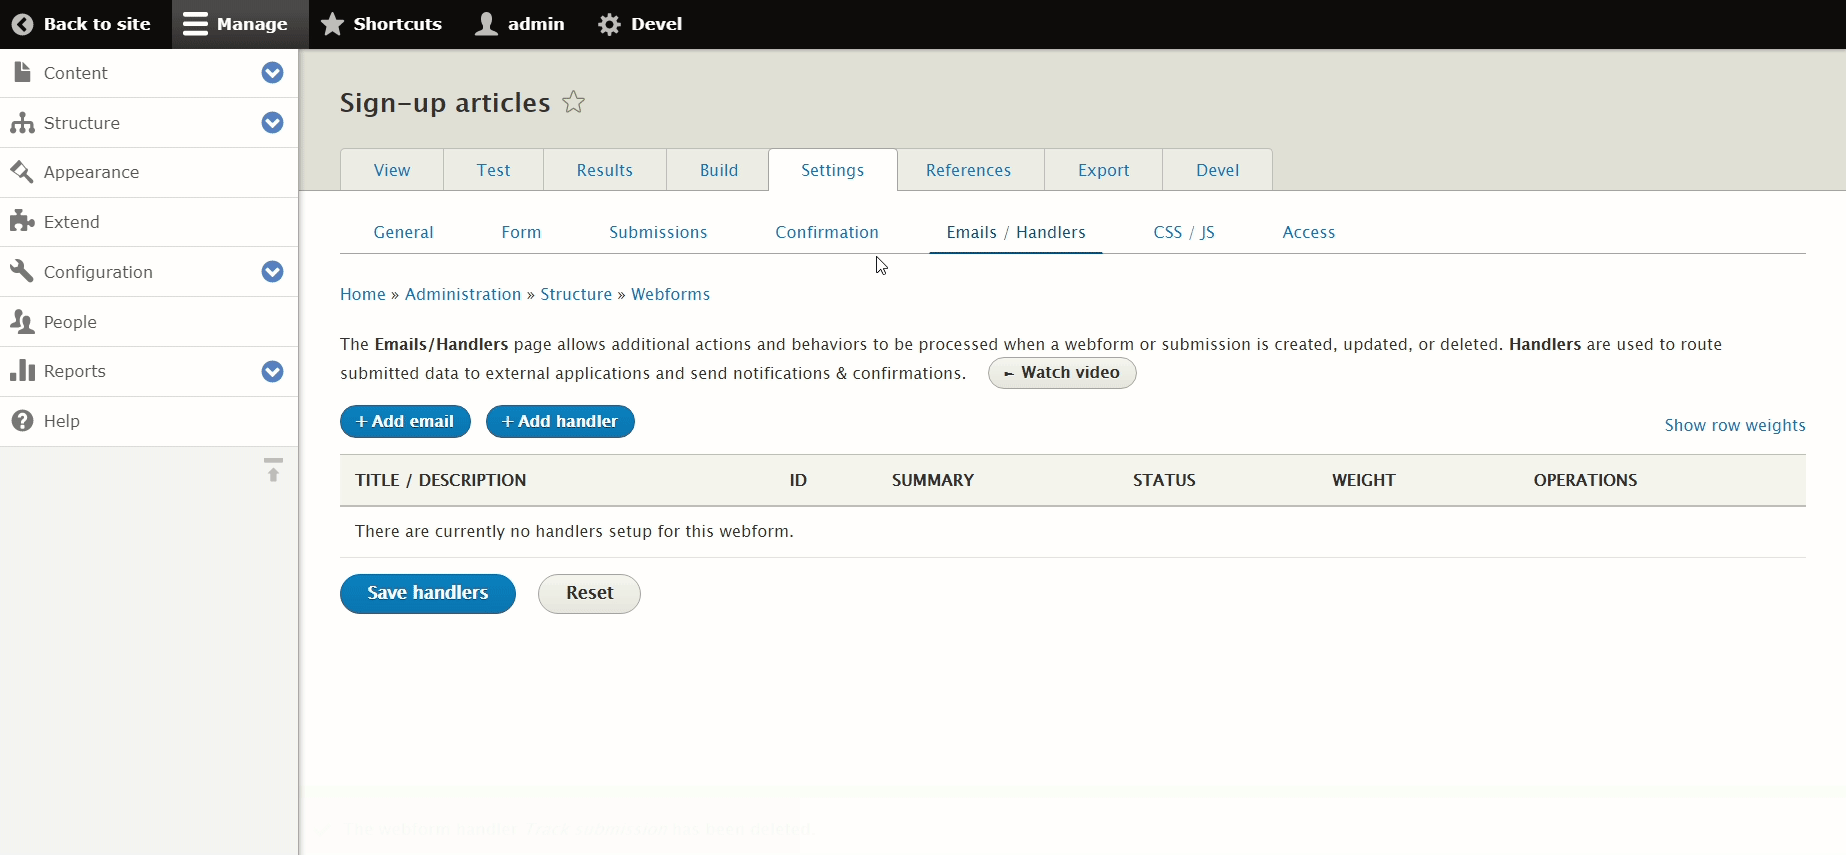 Back to site Manage Shortcuts admin Devel
Content
Structure
Appearance
Extend
Configuration
People
Reports
Help
Sign-up articles
View Test Results Build Settings References Export Devel
General Form Submissions Confirmation Emails / Handlers CSS / JS Access
Home » Administration » Structure » Webforms
The Emails/Handlers page allows additional actions and behaviors to be processed when a webform or submission is created, updated, or deleted. Handlers are used to route
submitted data to external applications and send notifications & confirmations. Watch video
+ Add email + Add handler
Show row weights
TITLE / DESCRIPTION ID SUMMARY STATUS WEIGHT OPERATIONS
There are currently no handlers setup for this webform.
Save handlers Reset